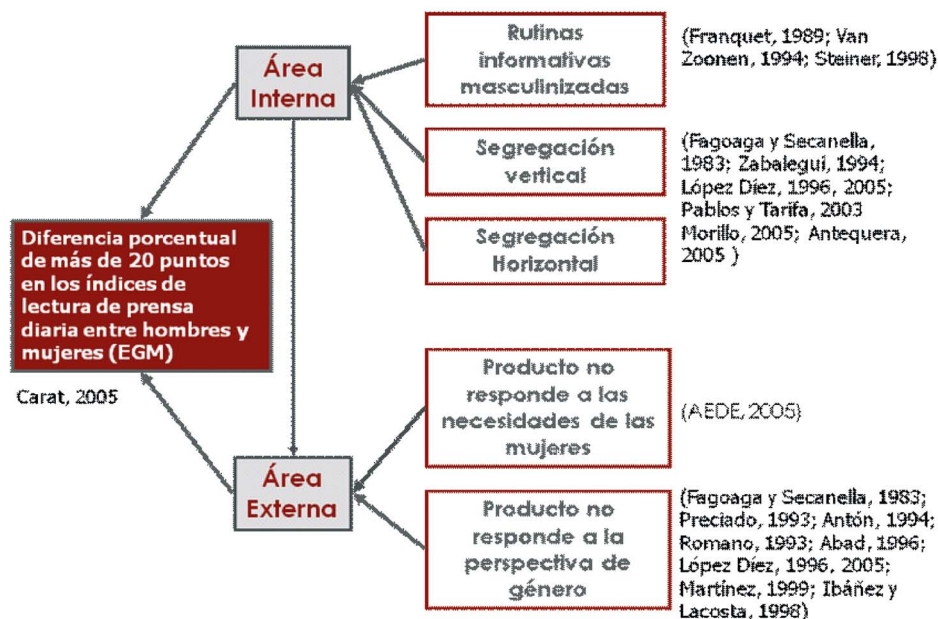 Área
Interna
Rutinas
informativas
masculinizadas
(Franquet, 1989; Van
Zoonen, 1994; Steiner, 1998)
Segregación
vertical
(Fagoaga y Secanella,
1983; Zabalegui, 1994;
López Díez, 1996, 2005;
Pablos y Tarifa, 2003
Morillo, 2005; Antequera,
2005 )
Segregación
Horizontal
Diferencia porcentual
de más de 20 puntos
en los índices de
lectura de prensa
diaria entre hombres y
mujeres (EGM)
Carat, 2005
Producto no
responde a las
necesidades de las
mujeres
(AEDE, 2005)
Área
Externa
Producto no
responde a la
perspectiva de
género
(Fagoaga y Secanella, 1983;
Preciado, 1993; Antón, 1994;
Romano, 1993; Abad, 1996;
López Díez, 1996, 2005;
Martínez, 1999; Ibáñez y
Lacosta, 1998)